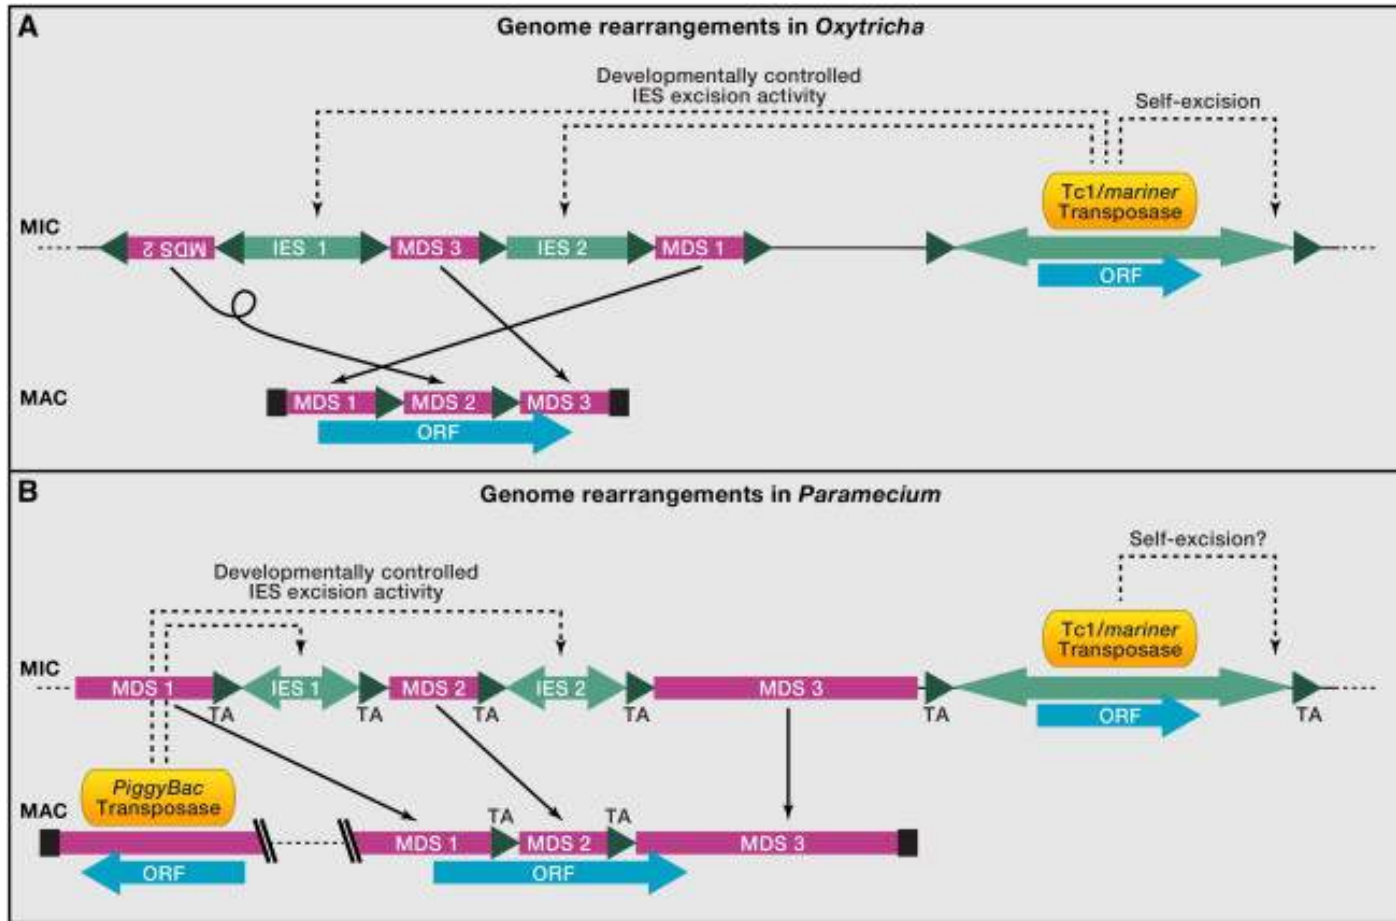 A
Genome rearrangements in Oxytricha
Developmentally controlled
IES excision activity
Self-excision
Tc1/mariner
Transposase
MIC
MDS 2
IES 1
MDS 3
IES 2
MDS 1
ORF
MAC
MDS 1
MDS 2
MDS 3
ORF
B
Genome rearrangements in Paramecium
Self-excision?
Developmentally controlled
IES excision activity
Tc1/mariner
Transposase
MIC
MDS 1
IES 1
MDS 2
IES 2
MDS 3
TA
TA
TA
TA
TA
ORF
TA
PiggyBac
Transposase
MAC
TA
TA
MDS 1
MDS 2
MDS 3
ORF
ORF